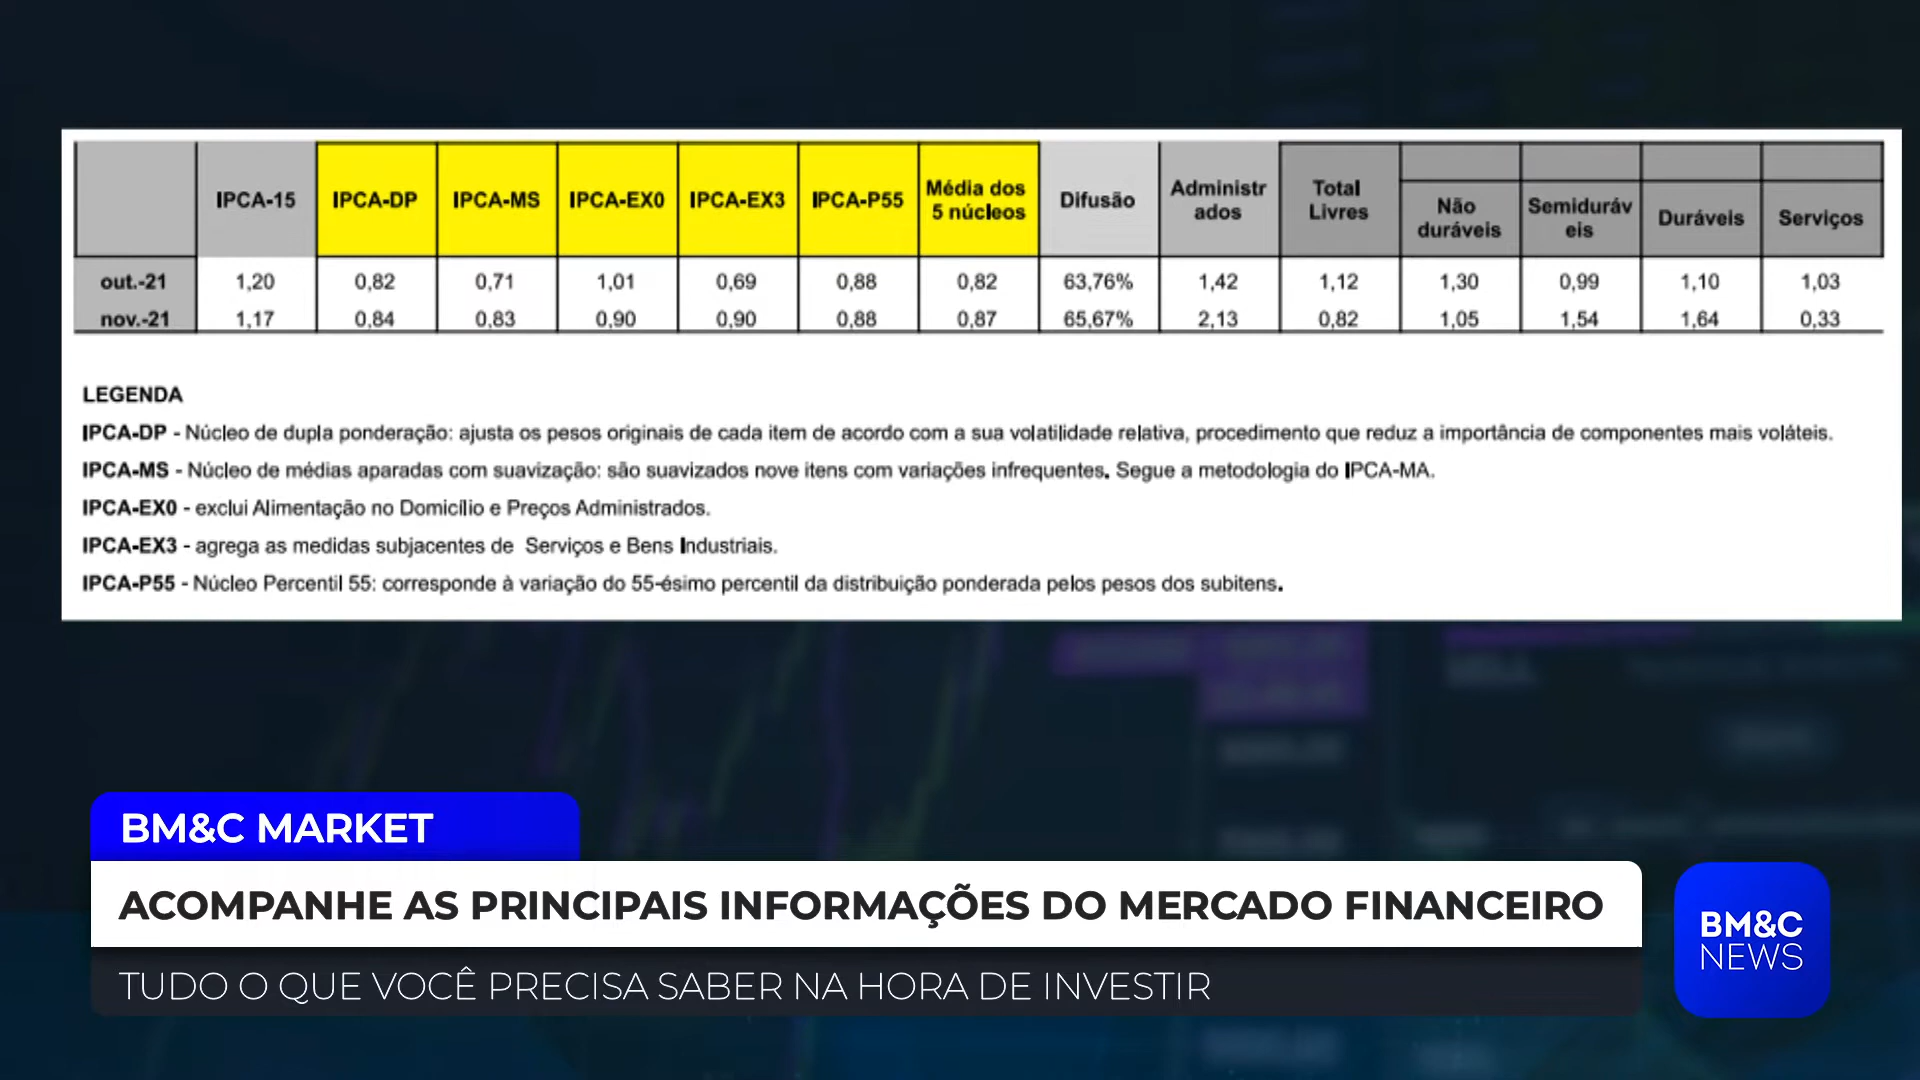 IPCA-15 IPCA-DP IPCA-MS IPCA-EX0 IPCA-EX3 IPCA-P55 Média dos 5 núcleos Difusão Administr ados Total Livres Não duráveis Semiduráv eis Duráveis Serviços
out.-21 1,20 0,82 0,71 1,01 0,69 0,88 0,82 63,76% 1,42 1,12 1,30 0,99 1,10 1,03
nov.-21 1,17 0,84 0,83 0,90 0,90 0,88 0,87 65,67% 2,13 0,82 1,05 1,54 1,64 0,33
LEGENDA
IPCA-DP - Núcleo de dupla ponderação: ajusta os pesos originais de cada item de acordo com a sua volatilidade relativa, procedimento que reduz a importância de componentes mais voláteis.
IPCA-MS - Núcleo de médias aparadas com suavização: são suavizados nove itens com variações infrequentes. Segue a metodologia do IPCA-MA.
IPCA-EX0 - exclui Alimentação no Domicílio e Preços Administrados.
IPCA-EX3 - agrega as medidas subjacentes de Serviços e Bens Industriais.
IPCA-P55 - Núcleo Percentil 55: corresponde à variação do 55-ésimo percentil da distribuição ponderada pelos pesos dos subitens.
BM&C MARKET
ACOMPANHE AS PRINCIPAIS INFORMAÇÕES DO MERCADO FINANCEIRO
TUDO O QUE VOCÊ PRECISA SABER NA HORA DE INVESTIR
BM&C
NEWS